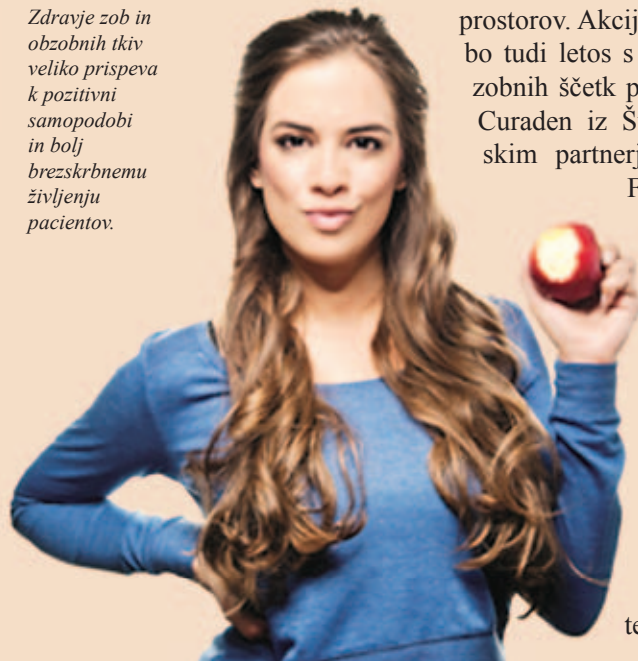 Zdravje zob in
obzobnih tkiv
veliko prispeva
k pozitivni
samopodobi
in bolj
brezskrbnemu
življenju
pacientov.
prostorov. Akcij
bo tudi letos s
zobnih ščetk p
Curaden iz Š
skim partnerj
F
te